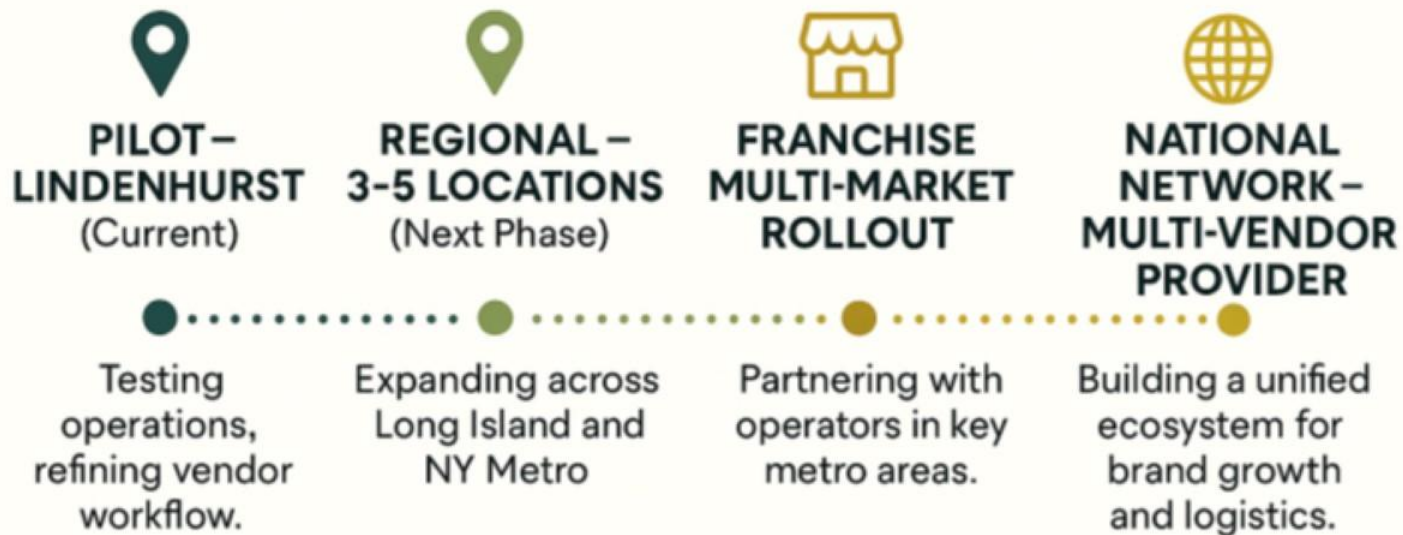 PILOT–
LINDENHURST
(Current)
Testing
operations,
refining vendor
workflow.
REGIONAL–
3-5 LOCATIONS
(Next Phase)
Expanding across
Long Island and
NY Metro
FRANCHISE
MULTI-MARKET
ROLLOUT
Partnering with
operators in key
metro areas.
NATIONAL
NETWORK–
MULTI-VENDOR
PROVIDER
Building a unified
ecosystem for
brand growth
and logistics.